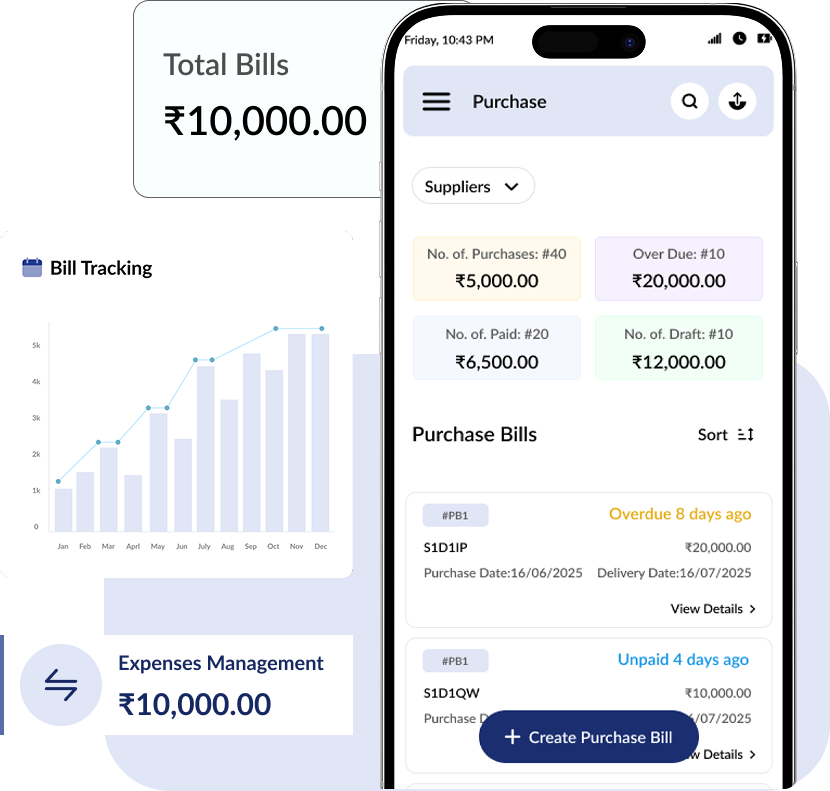 Total Bills
₹10,000.00
Bill Tracking
5k
4k
3k
2k
1k
0
Jan Feb Mar Aprl May Jun July Aug Sep Oct Nov Dec
Expenses Management
₹10,000.00
Friday, 10:43 PM
Purchase
Suppliers
No. of Purchases: #40
₹5,000.00
Over Due: #10
₹20,000.00
No. of. Paid: #20
₹6,500.00
No. of. Draft: #10
₹12,000.00
Purchase Bills
Sort
#PB1 Overdue 8 days ago
S1D1IP ₹20,000.00
Purchase Date:16/06/2025 Delivery Date:16/07/2025
View Details
#PB1 Unpaid 4 days ago
S1D1QW ₹10,000.00
Purchase /07/2025
+ Create Purchase Bill
Details